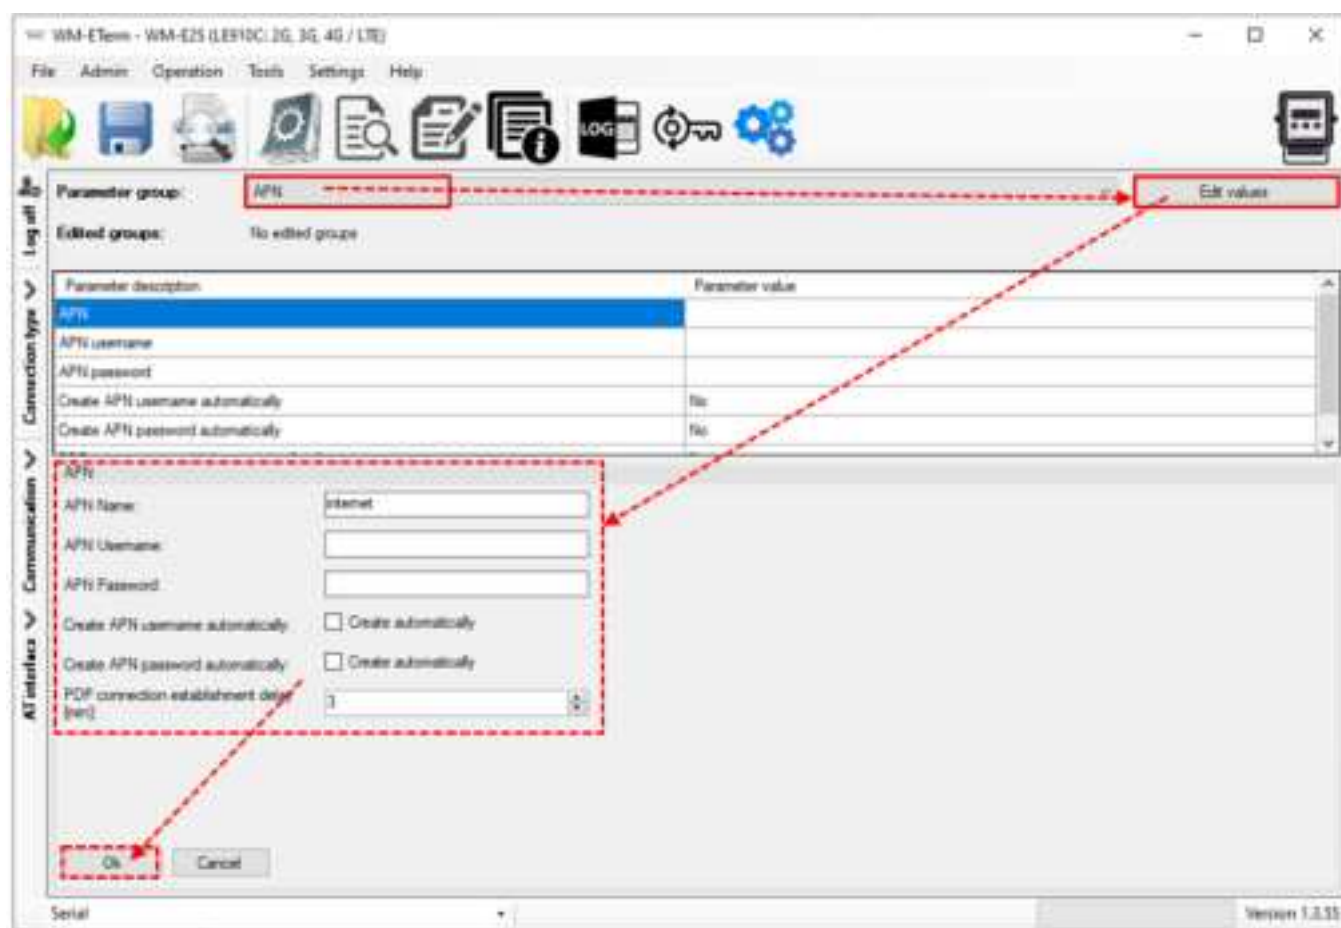 WM-ETerm - WM-E2S (LE910C: 2G, 3G, 4G / LTE)
File Admin Operation Tools Settings Help
LOG
Parameter group: APN Edit values
Edited groups: No edited groups
Parameter description Parameter value
APN
APN username
APN password
Create APN username automatically No
Create APN password automatically No
APN
APN Name: internet
APN Username:
APN Password:
Create APN username automatically: Create automatically
Create APN password automatically: Create automatically
PDP connection establishment delay
3
Ok Cancel
Serial Version 1.3.55
Log off
Connection type
Communication
AT interface